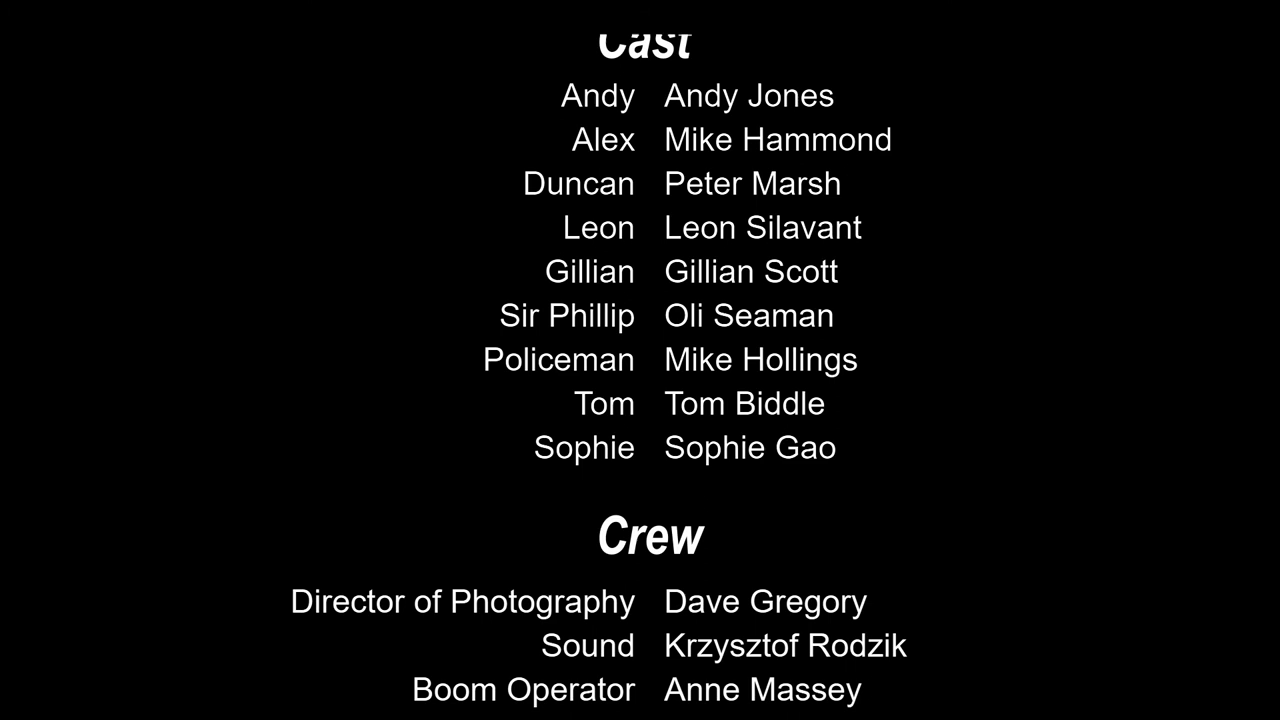 Cast
Andy Andy Jones
Alex Mike Hammond
Duncan Peter Marsh
Leon Leon Silavant
Gillian Gillian Scott
Sir Phillip Oli Seaman
Policeman Mike Hollings
Tom Tom Biddle
Sophie Sophie Gao
Crew
Director of Photography Dave Gregory
Sound Krzysztof Rodzik
Boom Operator Anne Massey